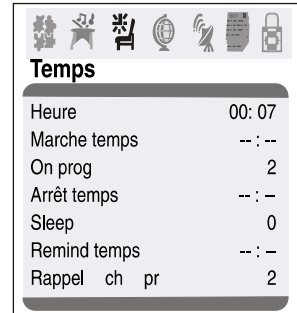 Temps
Heure 00: 07
Marche temps -- : --
On prog 2
Arrêt temps -- : –
Sleep 0
Remind temps -- : –
Rappel ch pr 2